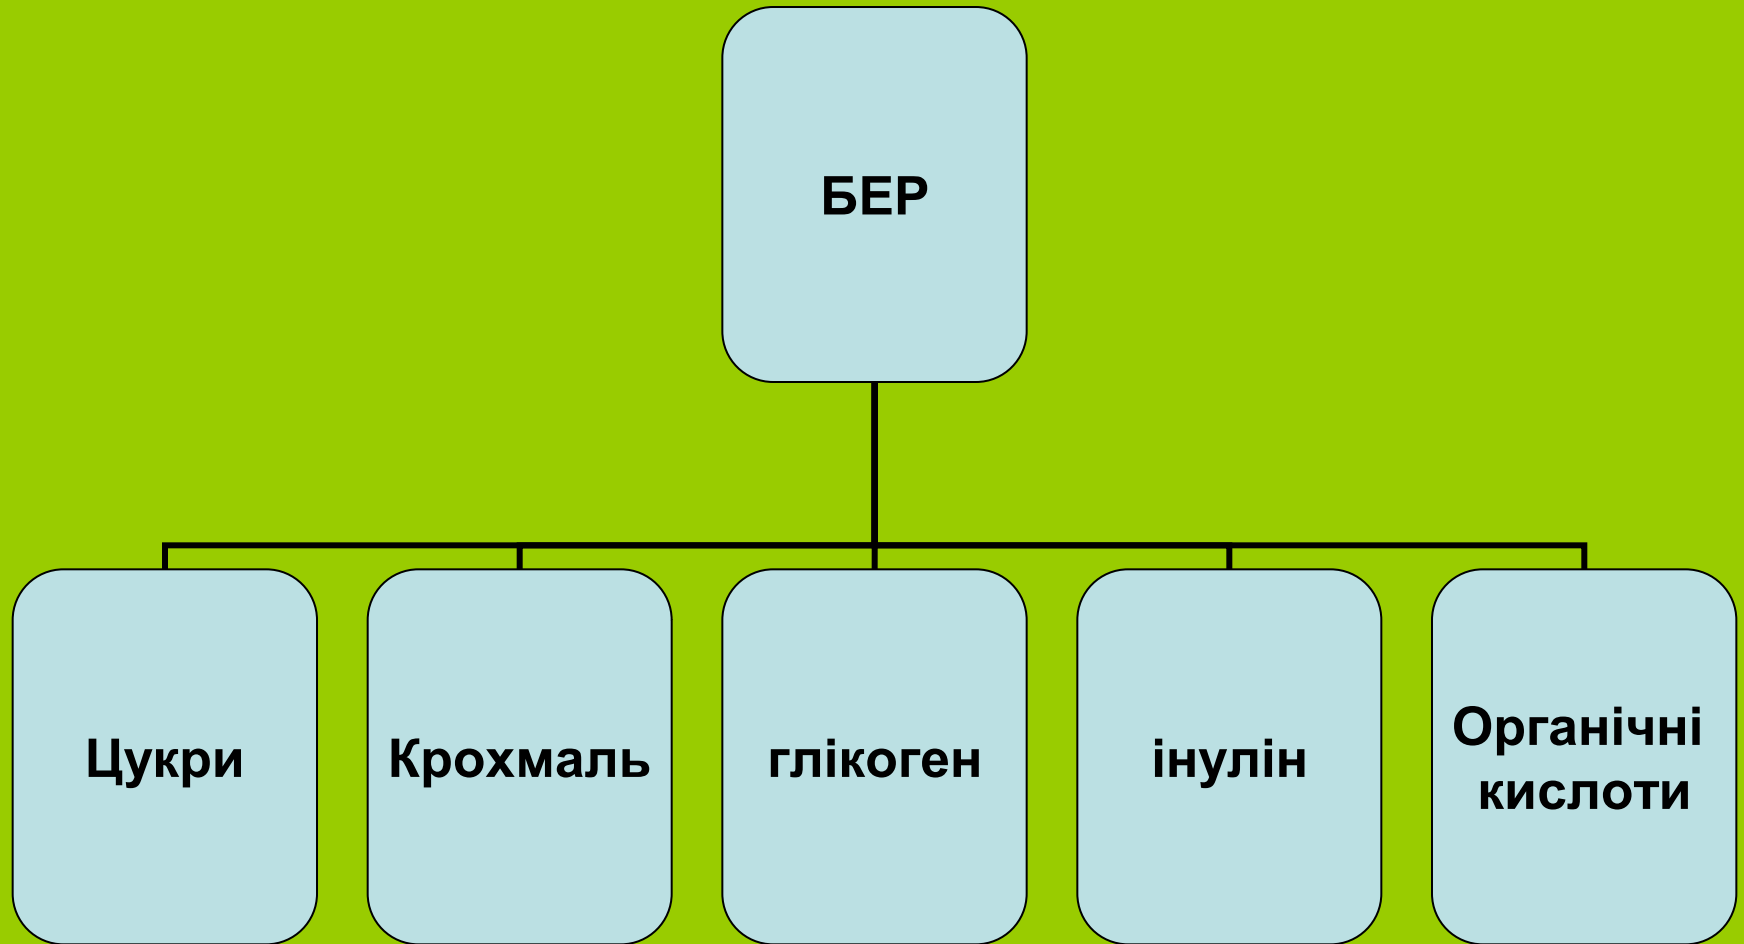 БЕР
Цукри
Крохмаль
глікоген
інулін
Органічні
кислоти